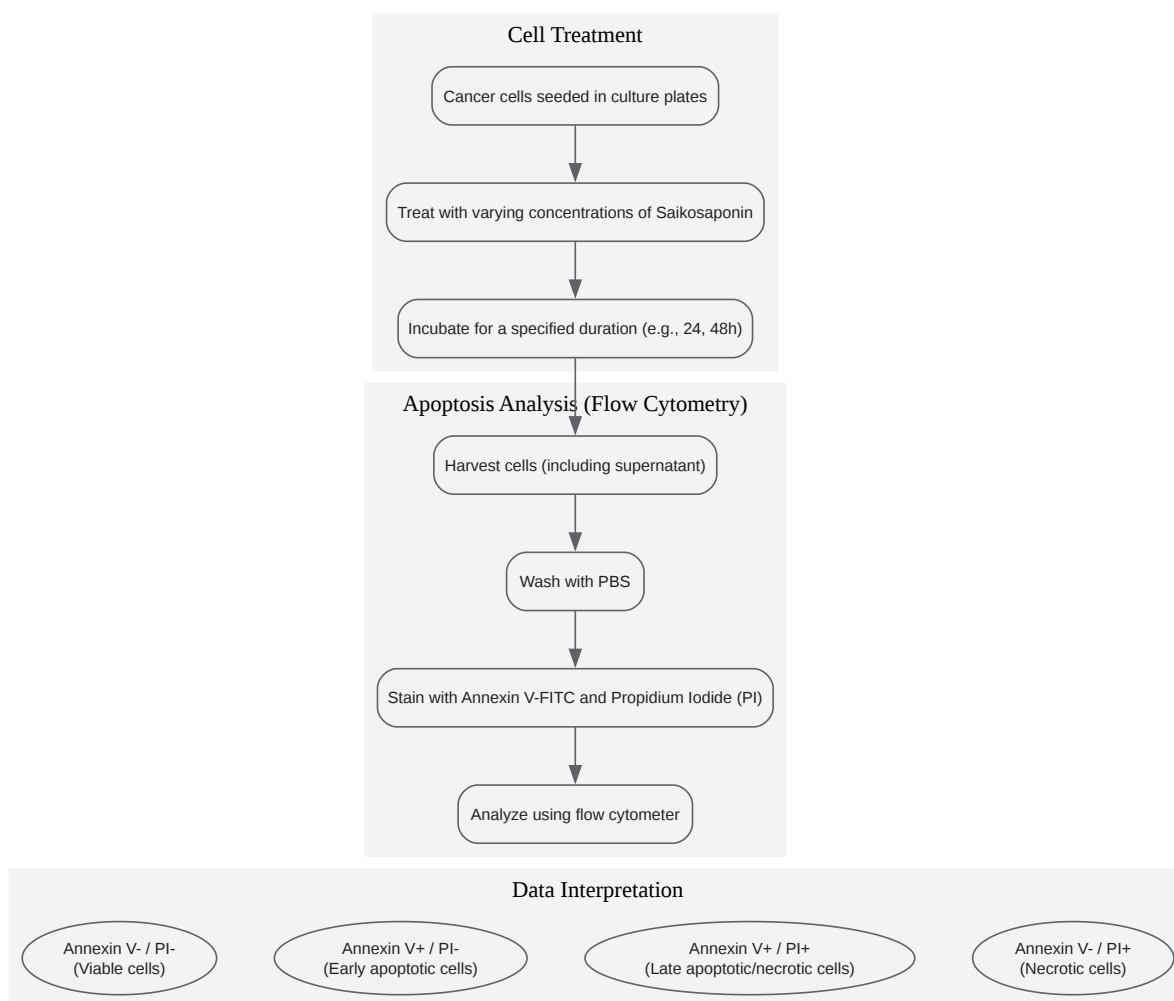 Cell Treatment
Cancer cells seeded in culture plates
Treat with varying concentrations of Saikosaponin
Incubate for a specified duration (e.g., 24, 48h)
Apoptosis Analysis (Flow Cytometry)
Harvest cells (including supernatant)
Wash with PBS
Stain with Annexin V-FITC and Propidium Iodide (PI)
Analyze using flow cytometer
Data Interpretation
Annexin V- / PI-
(Viable cells)
Annexin V+ / PI-
(Early apoptotic cells)
Annexin V+ / PI+
(Late apoptotic/necrotic cells)
Annexin V- / PI+
(Necrotic cells)